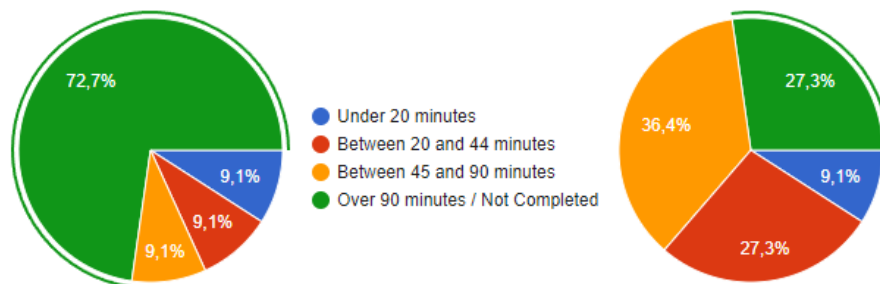 72,7%
9,1%
9,1%
9,1%
Under 20 minutes
Between 20 and 44 minutes
Between 45 and 90 minutes
Over 90 minutes / Not Completed
27,3%
36,4%
9,1%
27,3%